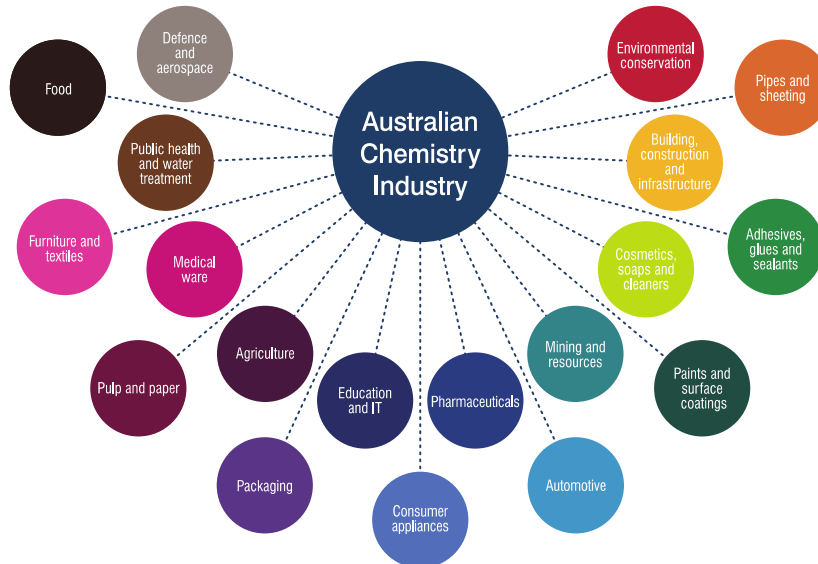 Defence and
aerospace
Environmental
conservation
Food
Pipes and
sheeting
Australian
Chemistry
Industry
Public health
and water
treatment
Building,
construction
and
infrastructure
Furniture and
textiles
Medical
ware
Cosmetics,
soaps and
cleaners
Adhesives,
glues and
sealants
Agriculture
Mining and
resources
Pulp and paper
Education
and IT
Pharmaceuticals
Paints and
surface
coatings
Packaging
Consumer
appliances
Automotive